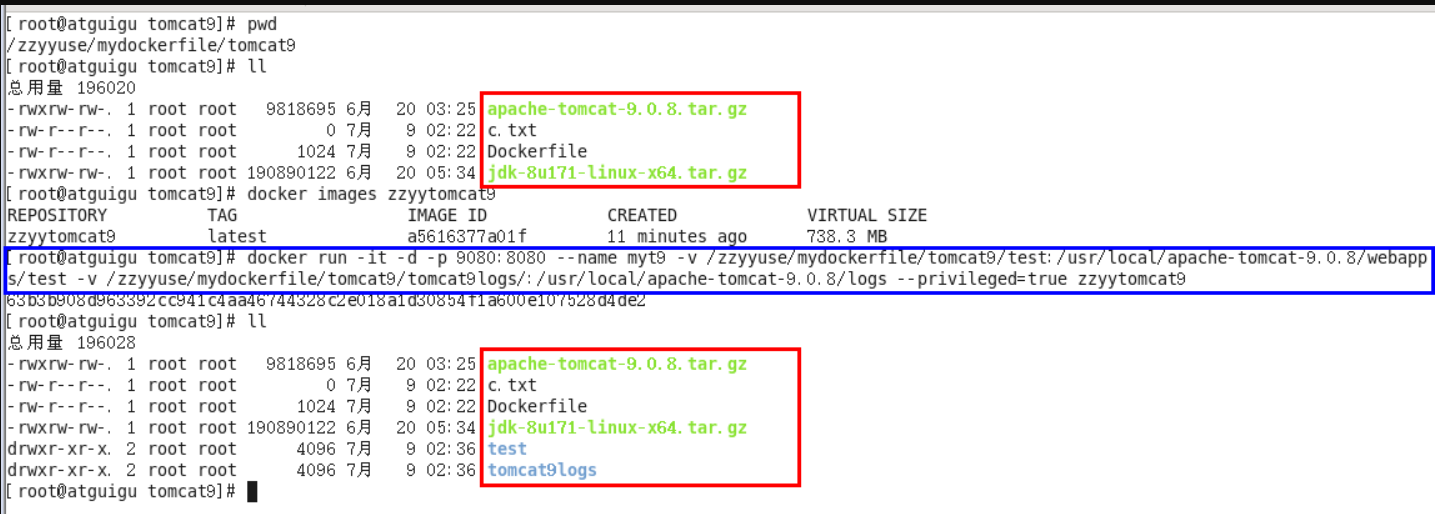 [root@atguigu tomcat9]# pwd
/zzyyuse/mydockerfile/tomcat9
[root@atguigu tomcat9]# ll
总用量 196020
-rwxrw-rw-. 1 root root   9818695 6月  20 03:25 apache-tomcat-9.0.8.tar.gz
-rw-r--r--. 1 root root         0 7月   9 02:22 c.txt
-rw-r--r--. 1 root root      1024 7月   9 02:22 Dockerfile
-rwxrw-rw-. 1 root root 190890122 6月  20 05:34 jdk-8u171-linux-x64.tar.gz
[root@atguigu tomcat9]# docker images zzyytomcat9
REPOSITORY          TAG                 IMAGE ID            CREATED             VIRTUAL SIZE
zzyytomcat9         latest              a5616377a01f        11 minutes ago      738.3 MB
[root@atguigu tomcat9]# docker run -it -d -p 9080:8080 --name myt9 -v /zzyyuse/mydockerfile/tomcat9/test:/usr/local/apache-tomcat-9.0.8/webapp
s/test -v /zzyyuse/mydockerfile/tomcat9/tomcat9logs/:/usr/local/apache-tomcat-9.0.8/logs --privileged=true zzyytomcat9
63b3b908d963392cc941c4aa46744328c2e018a1d30854f1a600e107528d4de2
[root@atguigu tomcat9]# ll
总用量 196028
-rwxrw-rw-. 1 root root   9818695 6月  20 03:25 apache-tomcat-9.0.8.tar.gz
-rw-r--r--. 1 root root         0 7月   9 02:22 c.txt
-rw-r--r--. 1 root root      1024 7月   9 02:22 Dockerfile
-rwxrw-rw-. 1 root root 190890122 6月  20 05:34 jdk-8u171-linux-x64.tar.gz
drwxr-xr-x. 2 root root      4096 7月   9 02:36 test
drwxr-xr-x. 2 root root      4096 7月   9 02:36 tomcat9logs
[root@atguigu tomcat9]#